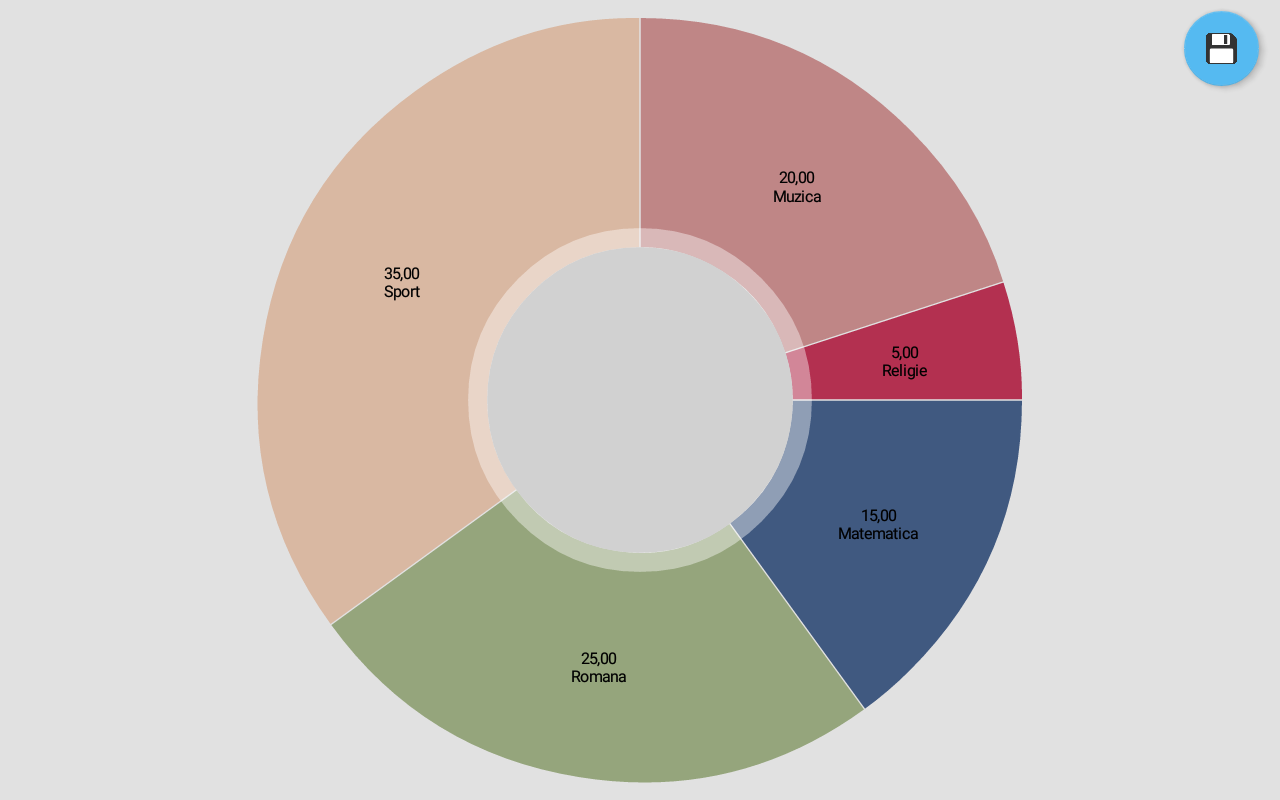 20,00
Muzica
35,00
Sport
5,00
Religie
15,00
Matematica
25,00
Romana